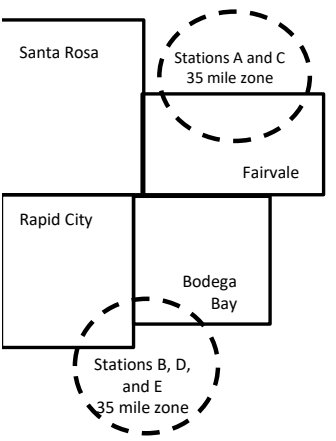 Santa Rosa
Stations A and C
35 mile zone
Fairvale
Rapid City
Bodega
Bay
Stations B, D,
and E
35 mile zone